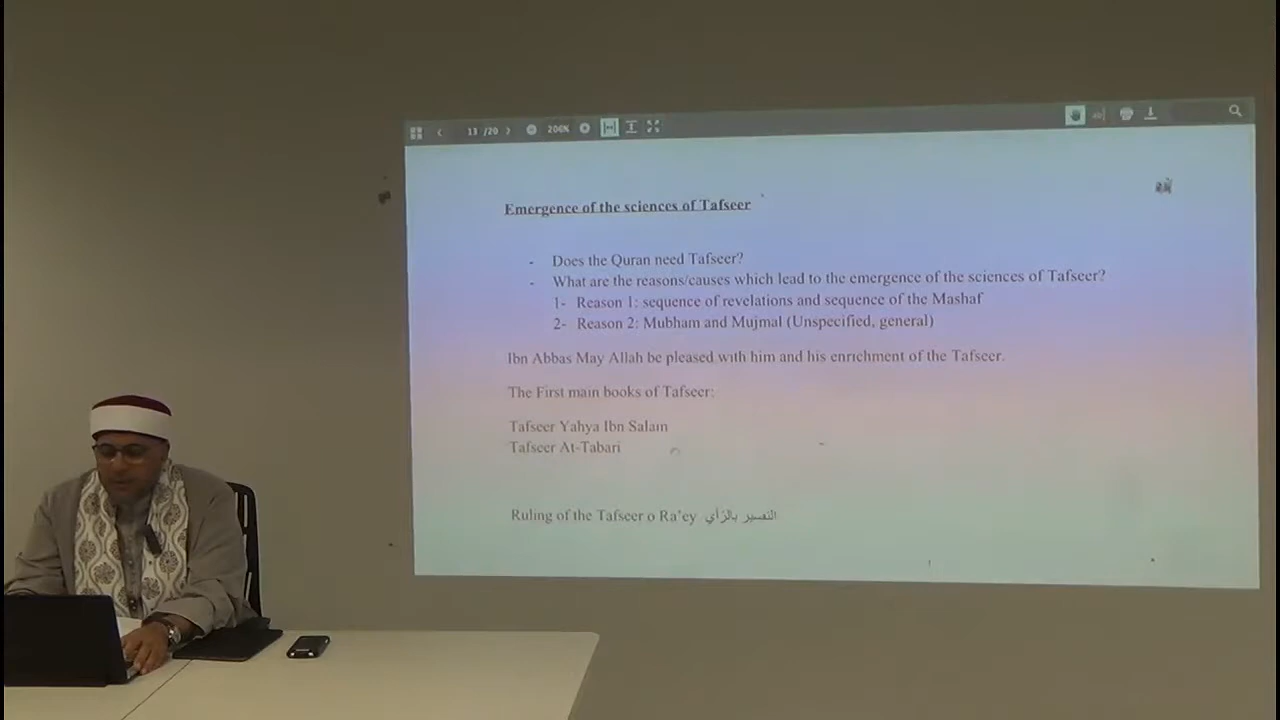 13 /20
200%
Emergence of the sciences of Tafseer
- Does the Quran need Tafseer?
- What are the reasons/causes which lead to the emergence of the sciences of Tafseer?
1- Reason 1: sequence of revelations and sequence of the Mashaf
2- Reason 2: Mubham and Mujmal (Unspecified, general)
Ibn Abbas May Allah be pleased with him and his enrichment of the Tafseer.
The First main books of Tafseer:
Tafseer Yahya Ibn Salam
Tafseer At-Tabari
Ruling of the Tafseer o Ra'ey التفسير بالرأي